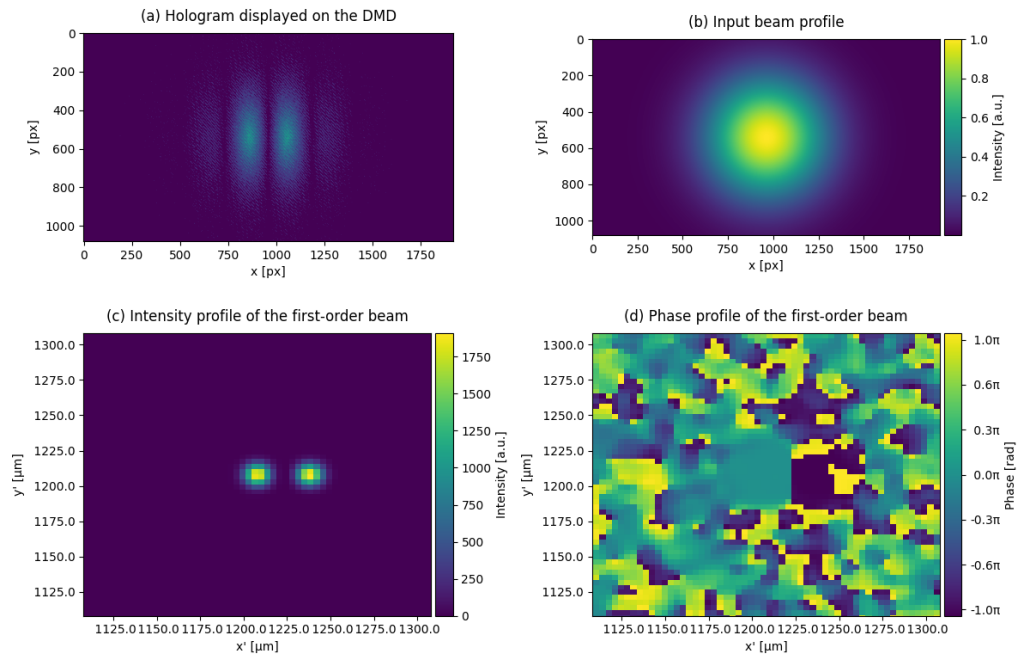 (a) Hologram displayed on the DMD
0
200
400
600
800
1000
y [px]
0 250 500 750 1000 1250 1500 1750
x [px]
(b) Input beam profile
0
200
400
600
800
1000
y [px]
0 250 500 750 1000 1250 1500 1750
x [px]
1.0
0.8
0.6
0.4
0.2
Intensity [a.u.]
(c) Intensity profile of the first-order beam
1300.0
1275.0
1250.0
1225.0
1200.0
1175.0
1150.0
1125.0
y' [μm]
1125.0 1150.0 1175.0 1200.0 1225.0 1250.0 1275.0 1300.0
x' [μm]
1750
1500
1250
1000
750
500
250
0
Intensity [a.u.]
(d) Phase profile of the first-order beam
1300.0
1275.0
1250.0
1225.0
1200.0
1175.0
1150.0
1125.0
y' [μm]
1125.0 1150.0 1175.0 1200.0 1225.0 1250.0 1275.0 1300.0
x' [μm]
1.0π
0.6π
0.3π
0.0π
-0.3π
-0.6π
-1.0π
Phase [rad]